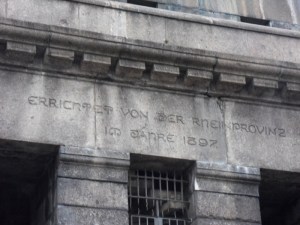 ERRICHTET VON DER RHEINPROVINZ
IM JAHRE 1897